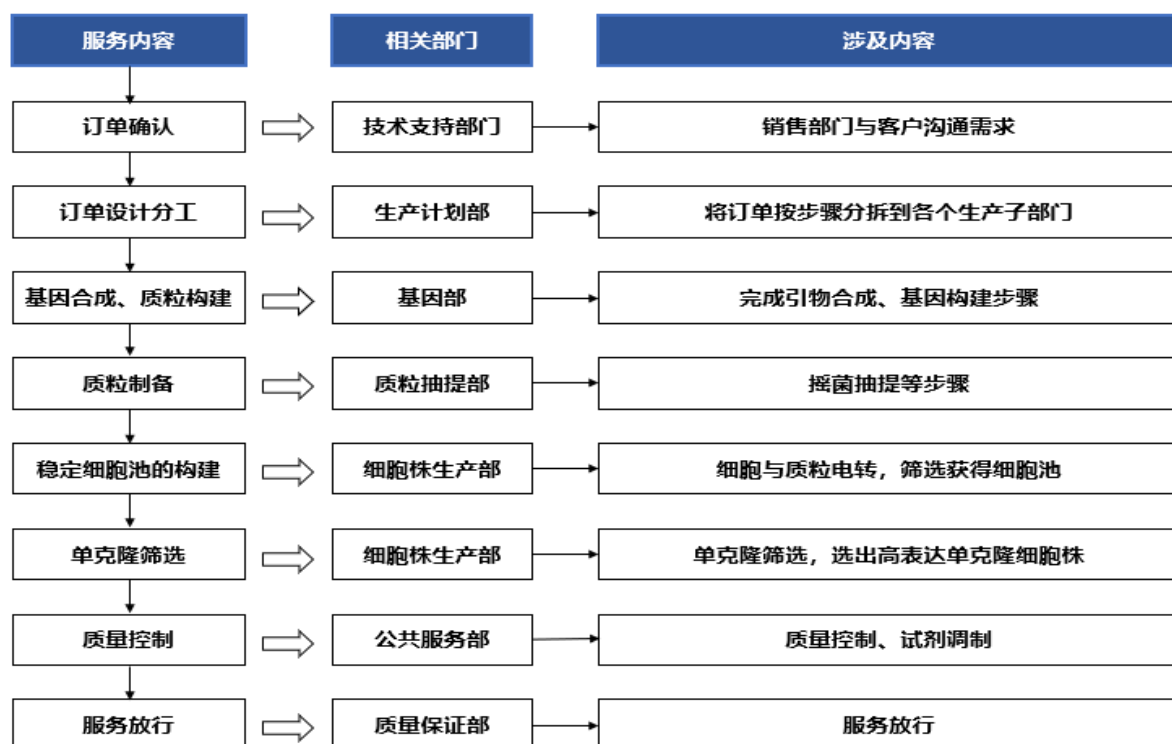 服务内容 相关部门 涉及内容
订单确认 技术支持部门 销售部门与客户沟通需求
订单设计分工 生产计划部 将订单按步骤分拆到各个生产子部门
基因合成、质粒构建 基因部 完成引物合成、基因构建步骤
质粒制备 质粒抽提部 摇菌抽提等步骤
稳定细胞池的构建 细胞株生产部 细胞与质粒电转，筛选获得细胞池
单克隆筛选 细胞株生产部 单克隆筛选，选出高表达单克隆细胞株
质量控制 公共服务部 质量控制、试剂调制
服务放行 质量保证部 服务放行